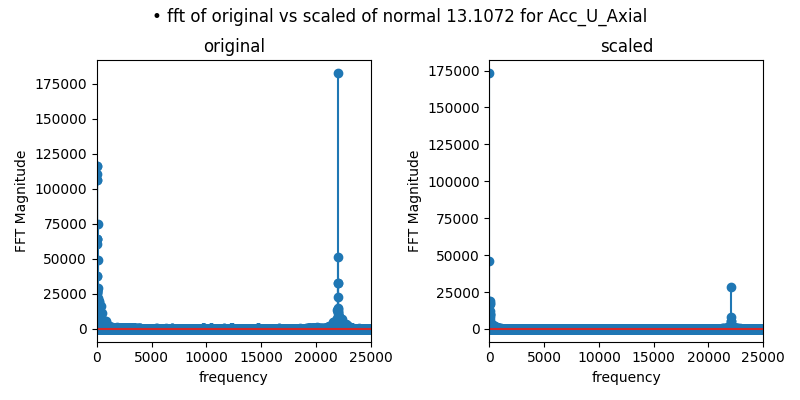 • fft of original vs scaled of normal 13.1072 for Acc_U_Axial
original
scaled
175000
150000
125000
100000
75000
50000
25000
0
FFT Magnitude
0 5000 10000 15000 20000 25000
frequency
175000
150000
125000
100000
75000
50000
25000
0
FFT Magnitude
0 5000 10000 15000 20000 25000
frequency